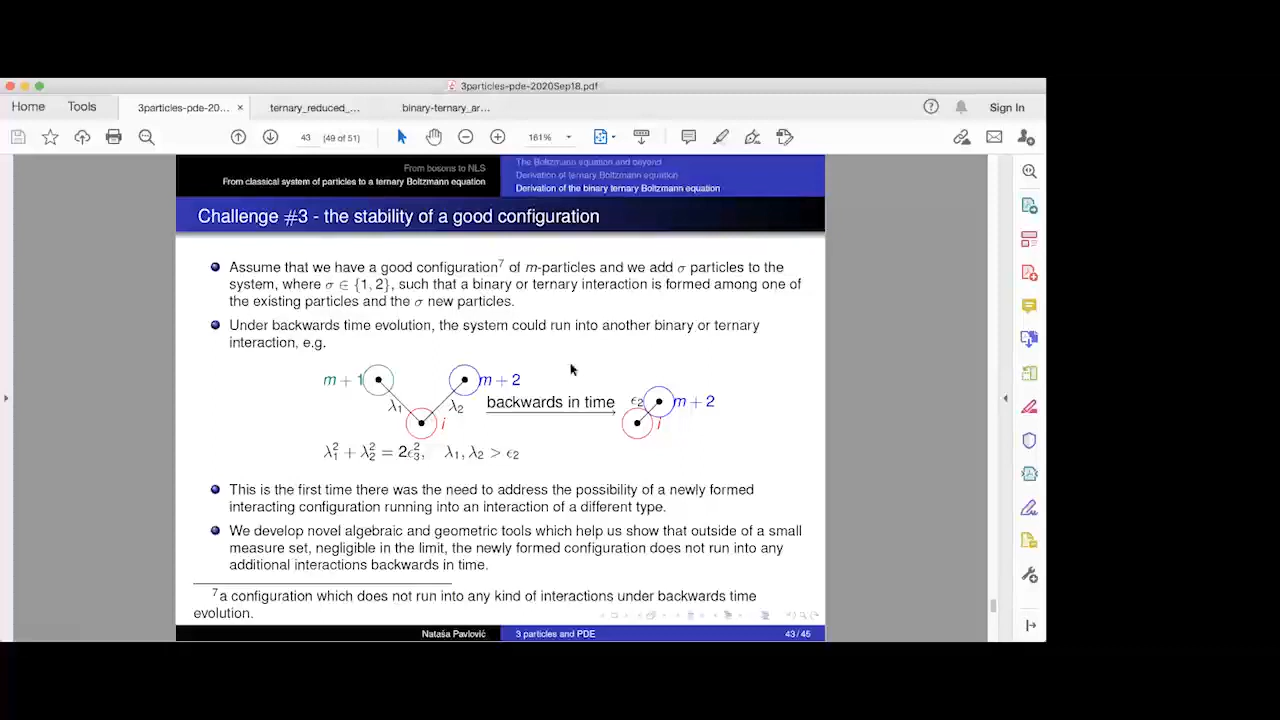 3particles-pde-2020Sep18.pdf
Home Tools 3particles-pde-20... × ternary_reduced_... binary-ternary_ar... Sign In
43 (49 of 51) 161%
From bosons to NLS
From classical system of particles to a ternary Boltzmann equation
The Boltzmann equation and beyond
Derivation of ternary Boltzmann equation
Derivation of the binary ternary Boltzmann equation
Challenge #3 - the stability of a good configuration
Assume that we have a good configuration⁷ of m-particles and we add σ particles to the
system, where σ ∈ {1, 2}, such that a binary or ternary interaction is formed among one of
the existing particles and the σ new particles.
Under backwards time evolution, the system could run into another binary or ternary
interaction, e.g.
m + 1 m + 2
λ₁ λ₂ i
backwards in time
ϵ₂ m + 2
i
λ₁² + λ₂² = 2ϵ₃², λ₁, λ₂ > ϵ₂
This is the first time there was the need to address the possibility of a newly formed
interacting configuration running into an interaction of a different type.
We develop novel algebraic and geometric tools which help us show that outside of a small
measure set, negligible in the limit, the newly formed configuration does not run into any
additional interactions backwards in time.
⁷a configuration which does not run into any kind of interactions under backwards time
evolution.
Nataša Pavlović 3 particles and PDE 43 / 45